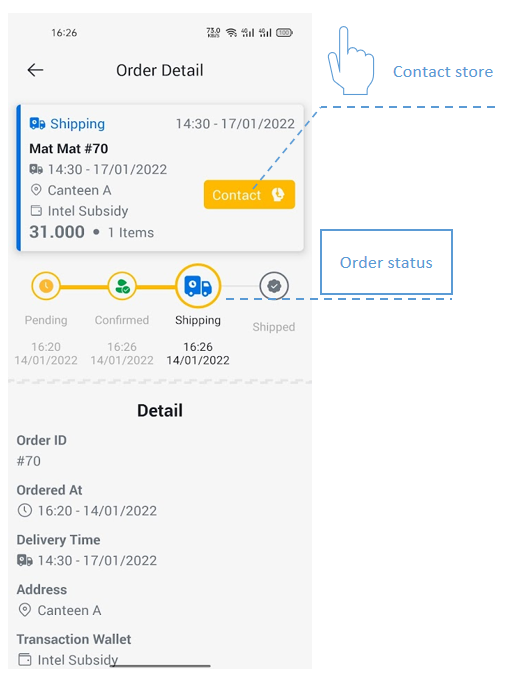 16:26
73.0 KB/S 4G 4G 100
Order Detail
Contact store
Shipping 14:30 - 17/01/2022
Mat Mat #70
14:30 - 17/01/2022
Canteen A
Contact
Intel Subsidy
31.000 • 1 Items
Order status
Pending Confirmed Shipping Shipped
16:20 16:26 16:26
14/01/2022 14/01/2022 14/01/2022
Detail
Order ID
#70
Ordered At
16:20 - 14/01/2022
Delivery Time
14:30 - 17/01/2022
Address
Canteen A
Transaction Wallet
Intel Subsidy